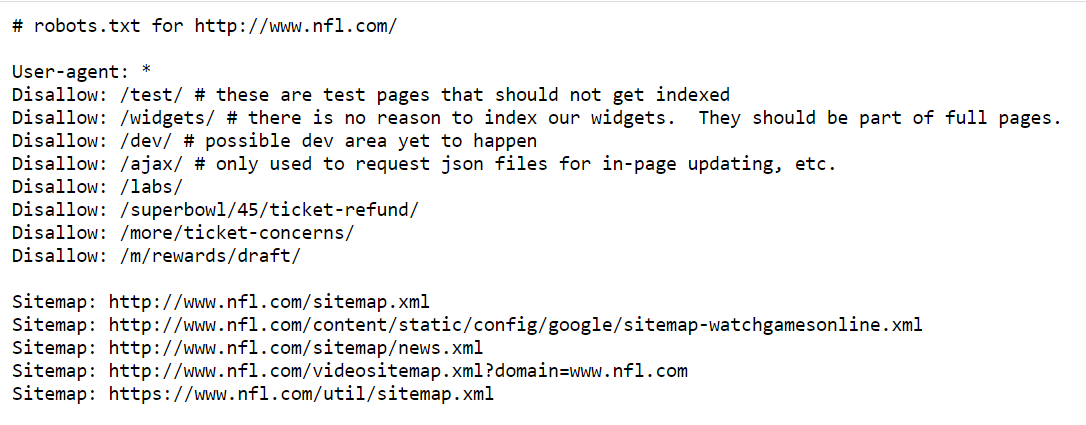 # robots.txt for http://www.nfl.com/
User-agent: *
Disallow: /test/ # these are test pages that should not get indexed
Disallow: /widgets/ # there is no reason to index our widgets.  They should be part of full pages.
Disallow: /dev/ # possible dev area yet to happen
Disallow: /ajax/ # only used to request json files for in-page updating, etc.
Disallow: /labs/
Disallow: /superbowl/45/ticket-refund/
Disallow: /more/ticket-concerns/
Disallow: /m/rewards/draft/
Sitemap: http://www.nfl.com/sitemap.xml
Sitemap: http://www.nfl.com/content/static/config/google/sitemap-watchgamesonline.xml
Sitemap: http://www.nfl.com/sitemap/news.xml
Sitemap: http://www.nfl.com/videositemap.xml?domain=www.nfl.com
Sitemap: https://www.nfl.com/util/sitemap.xml